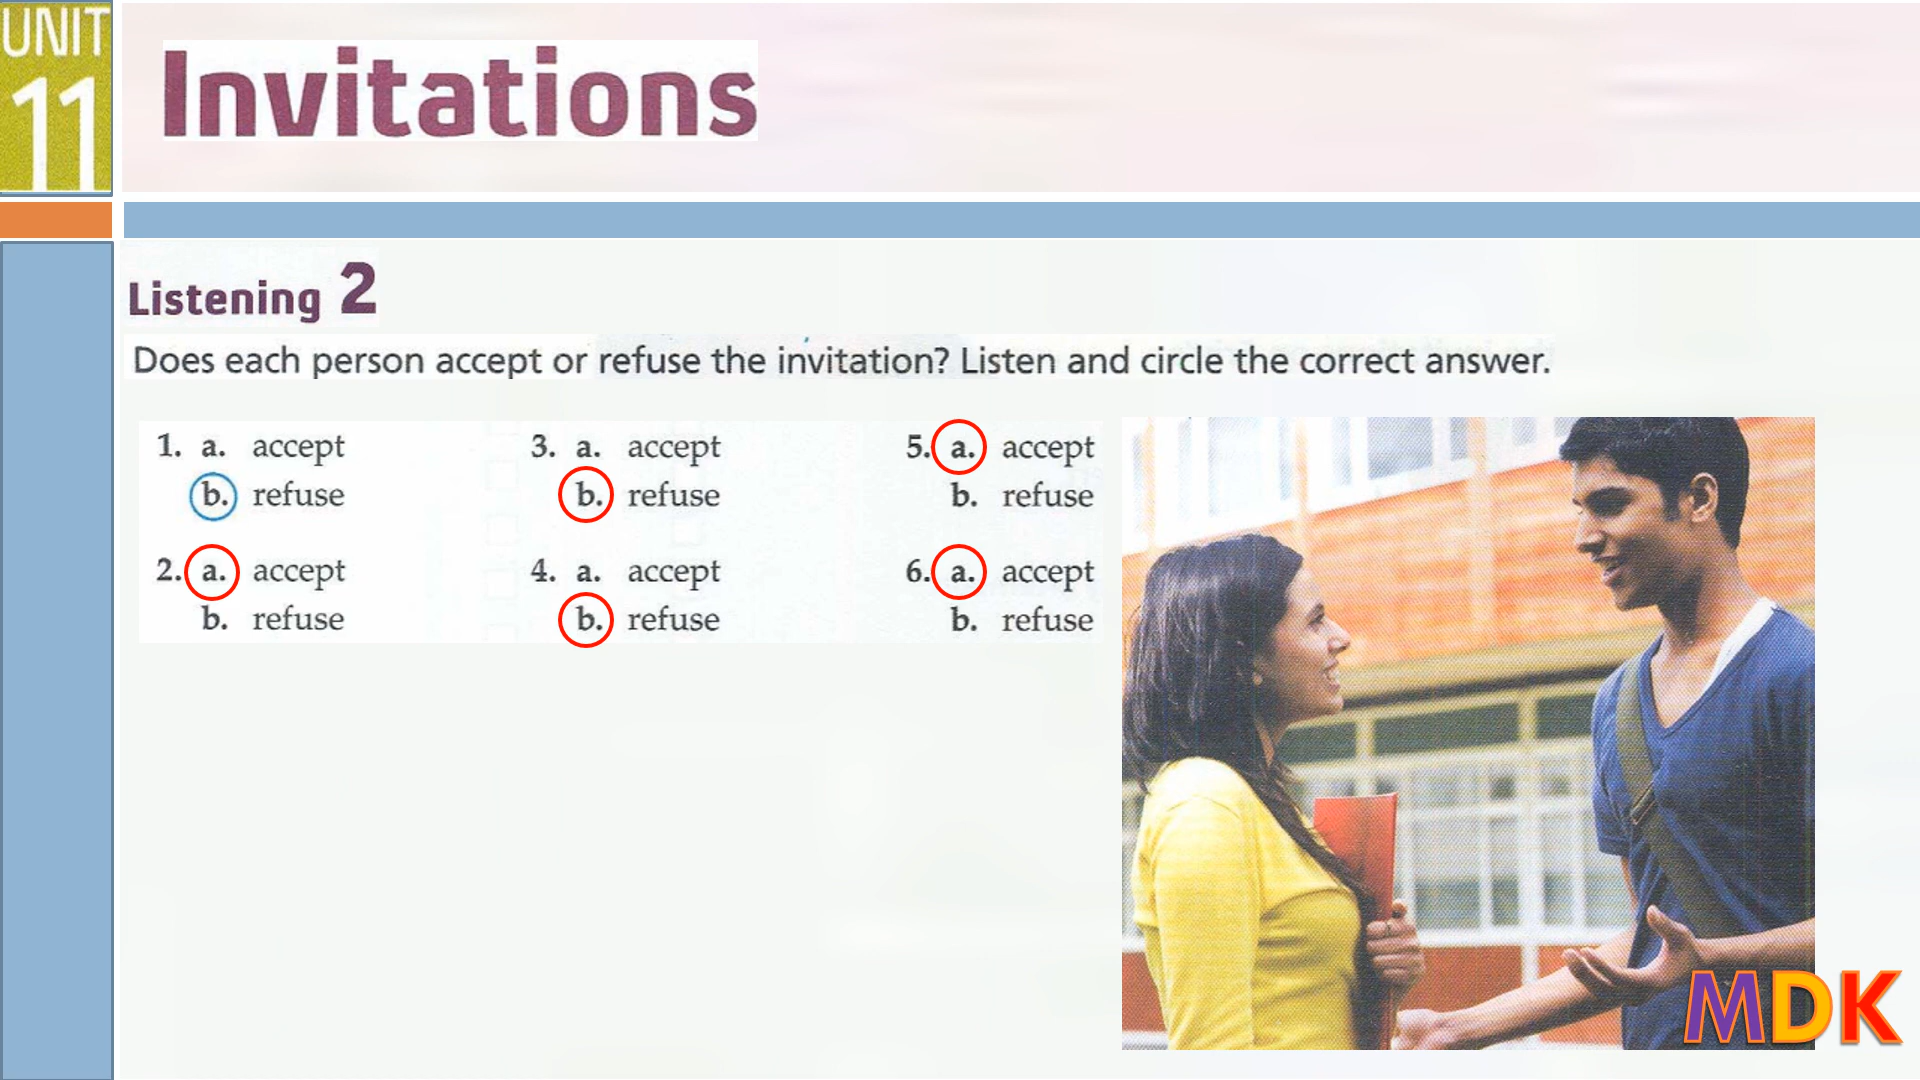 UNIT
11
Invitations
Listening 2
Does each person accept or refuse the invitation? Listen and circle the correct answer.
1. a. accept
b. refuse
2. a. accept
b. refuse
3. a. accept
b. refuse
4. a. accept
b. refuse
5. a. accept
b. refuse
6. a. accept
b. refuse
MDK